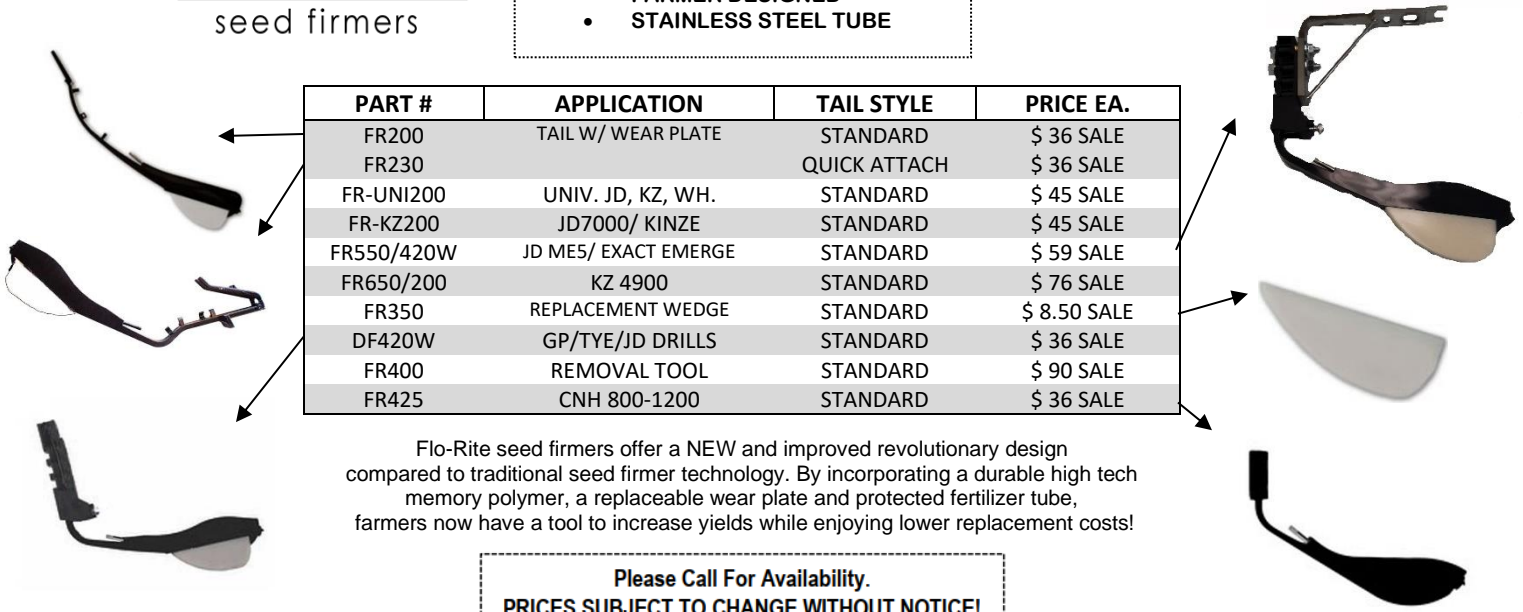 seed firmers
FARMER DESIGNED
• STAINLESS STEEL TUBE
PART # APPLICATION TAIL STYLE PRICE EA.
FR200 TAIL W/ WEAR PLATE STANDARD $ 36 SALE
FR230 QUICK ATTACH $ 36 SALE
FR-UNI200 UNIV. JD, KZ, WH. STANDARD $ 45 SALE
FR-KZ200 JD7000/ KINZE STANDARD $ 45 SALE
FR550/420W JD ME5/ EXACT EMERGE STANDARD $ 59 SALE
FR650/200 KZ 4900 STANDARD $ 76 SALE
FR350 REPLACEMENT WEDGE STANDARD $ 8.50 SALE
DF420W GP/TYE/JD DRILLS STANDARD $ 36 SALE
FR400 REMOVAL TOOL STANDARD $ 90 SALE
FR425 CNH 800-1200 STANDARD $ 36 SALE
Flo-Rite seed firmers offer a NEW and improved revolutionary design
compared to traditional seed firmer technology. By incorporating a durable high tech
memory polymer, a replaceable wear plate and protected fertilizer tube,
farmers now have a tool to increase yields while enjoying lower replacement costs!
Please Call For Availability.
PRICES SUBJECT TO CHANGE WITHOUT NOTICE!